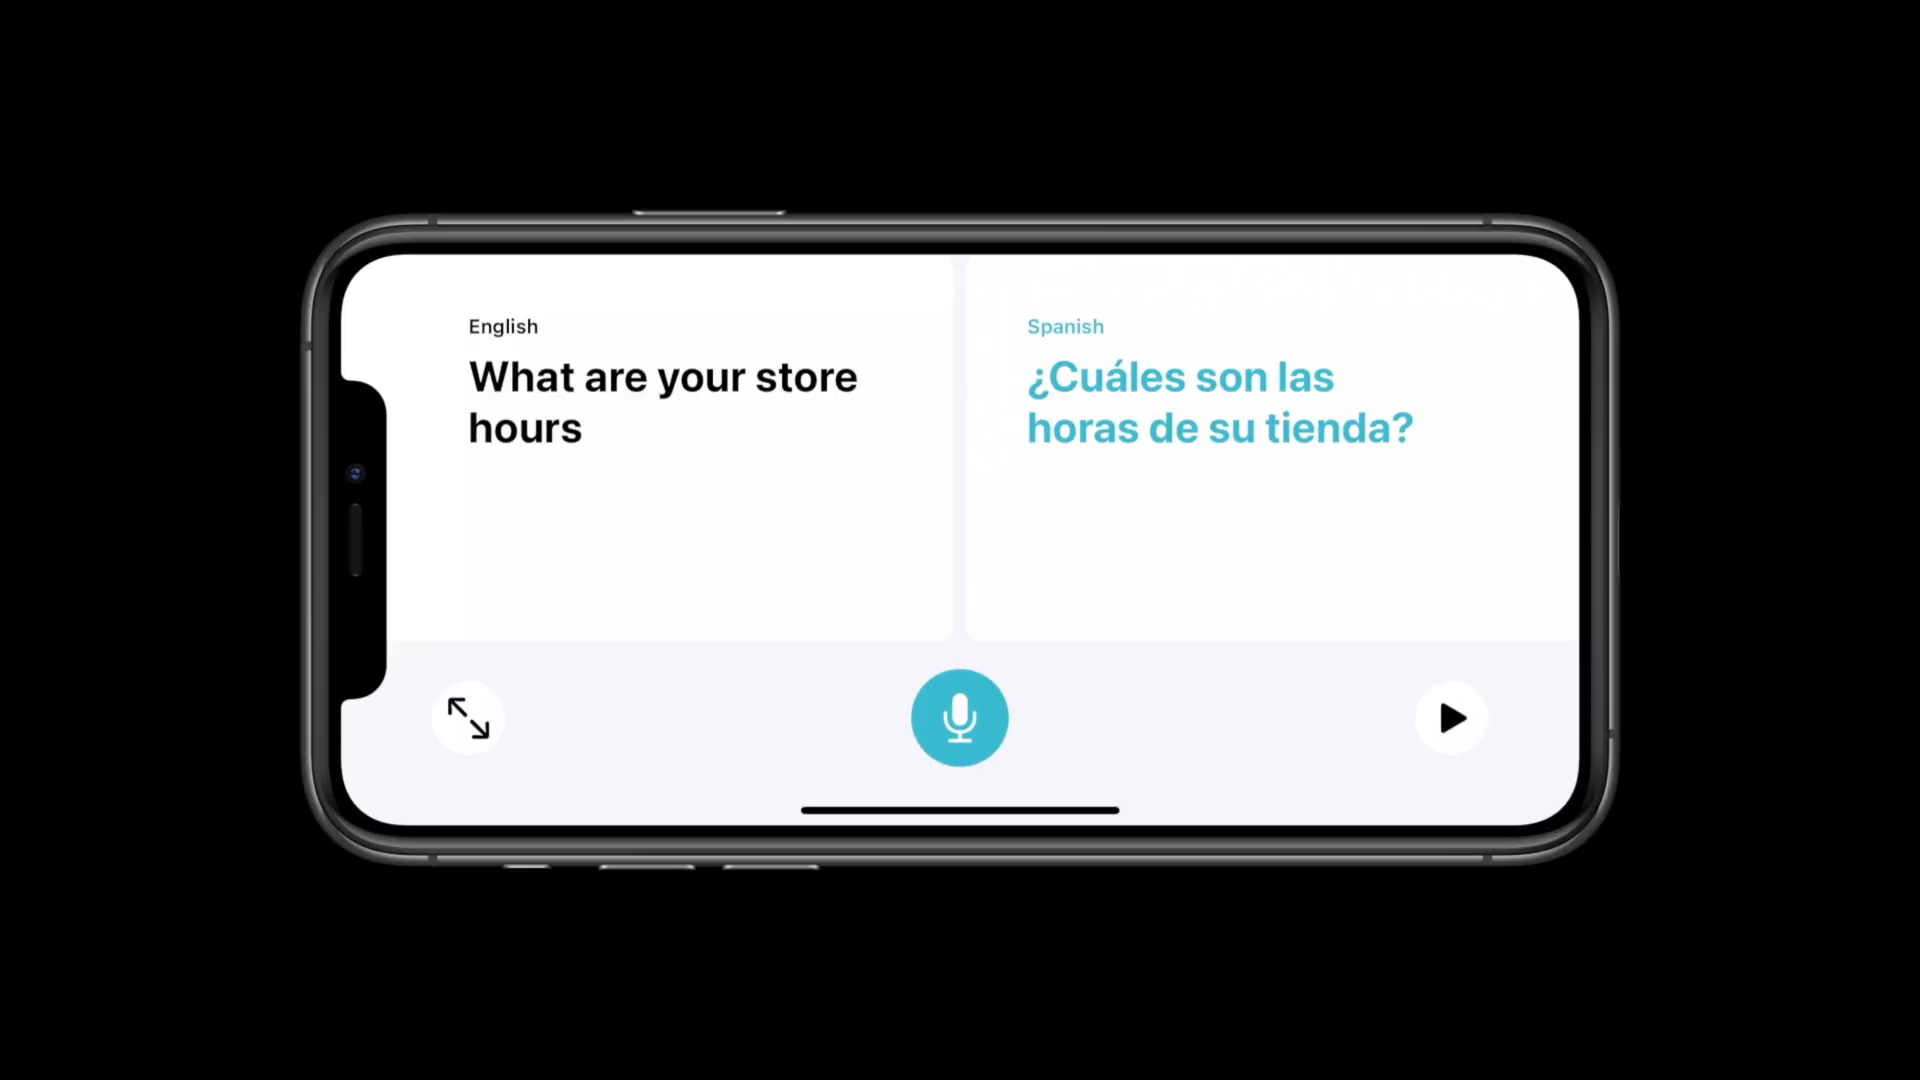 English
What are your store
hours
Spanish
¿Cuáles son las
horas de su tienda?